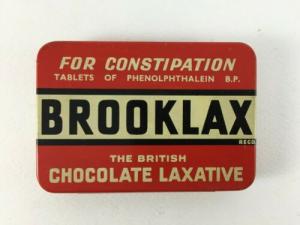 FOR CONSTIPATION
TABLETS OF PHENOLPHTHALEIN B.P.
BROOKLAX
REGD.
THE BRITISH
CHOCOLATE LAXATIVE